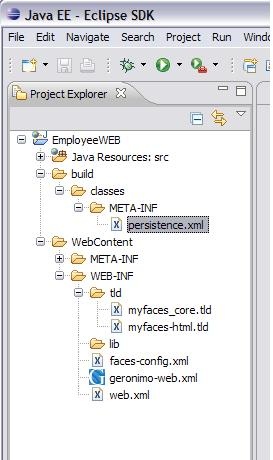 Java EE - Eclipse SDK
File Edit Navigate Search Project Run Window
Project Explorer
EmployeeWEB
Java Resources: src
build
classes
META-INF
persistence.xml
WebContent
META-INF
WEB-INF
tld
myfaces_core.tld
myfaces-html.tld
lib
faces-config.xml
geronimo-web.xml
web.xml